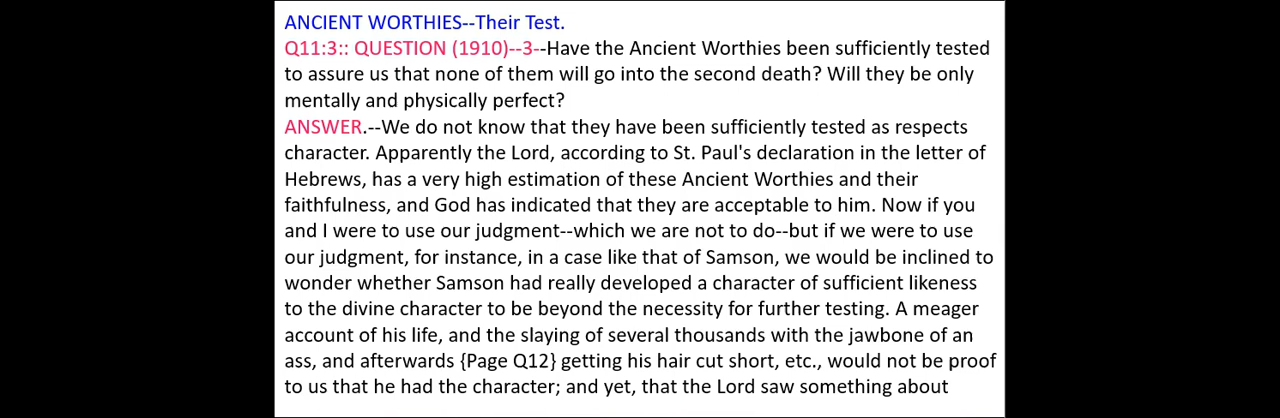 ANCIENT WORTHIES--Their Test.
Q11:3:: QUESTION (1910)--3--Have the Ancient Worthies been sufficiently tested
to assure us that none of them will go into the second death? Will they be only
mentally and physically perfect?
ANSWER.--We do not know that they have been sufficiently tested as respects
character. Apparently the Lord, according to St. Paul's declaration in the letter of
Hebrews, has a very high estimation of these Ancient Worthies and their
faithfulness, and God has indicated that they are acceptable to him. Now if you
and I were to use our judgment--which we are not to do--but if we were to use
our judgment, for instance, in a case like that of Samson, we would be inclined to
wonder whether Samson had really developed a character of sufficient likeness
to the divine character to be beyond the necessity for further testing. A meager
account of his life, and the slaying of several thousands with the jawbone of an
ass, and afterwards {Page Q12} getting his hair cut short, etc., would not be proof
to us that he had the character; and yet, that the Lord saw something about